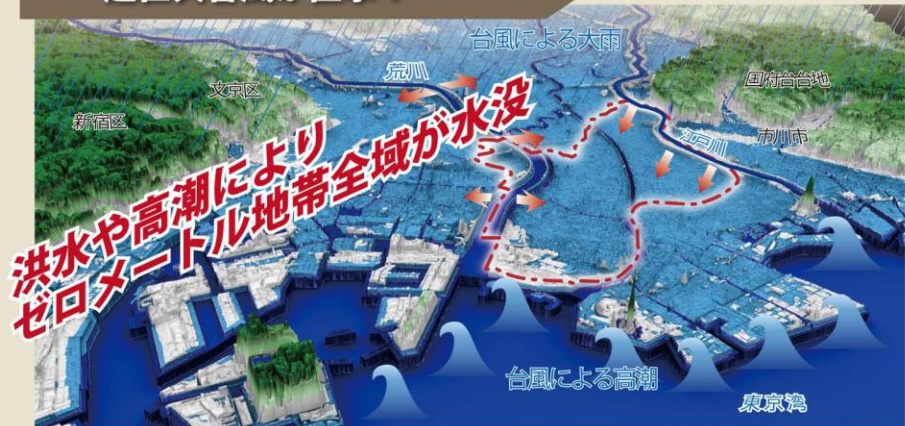 台風による大雨
荒川
国府台台地
文京区
新宿区
江戸川
市川市
洪水や高潮により
ゼロメートル地帯全域が水没
台風による高潮
東京湾